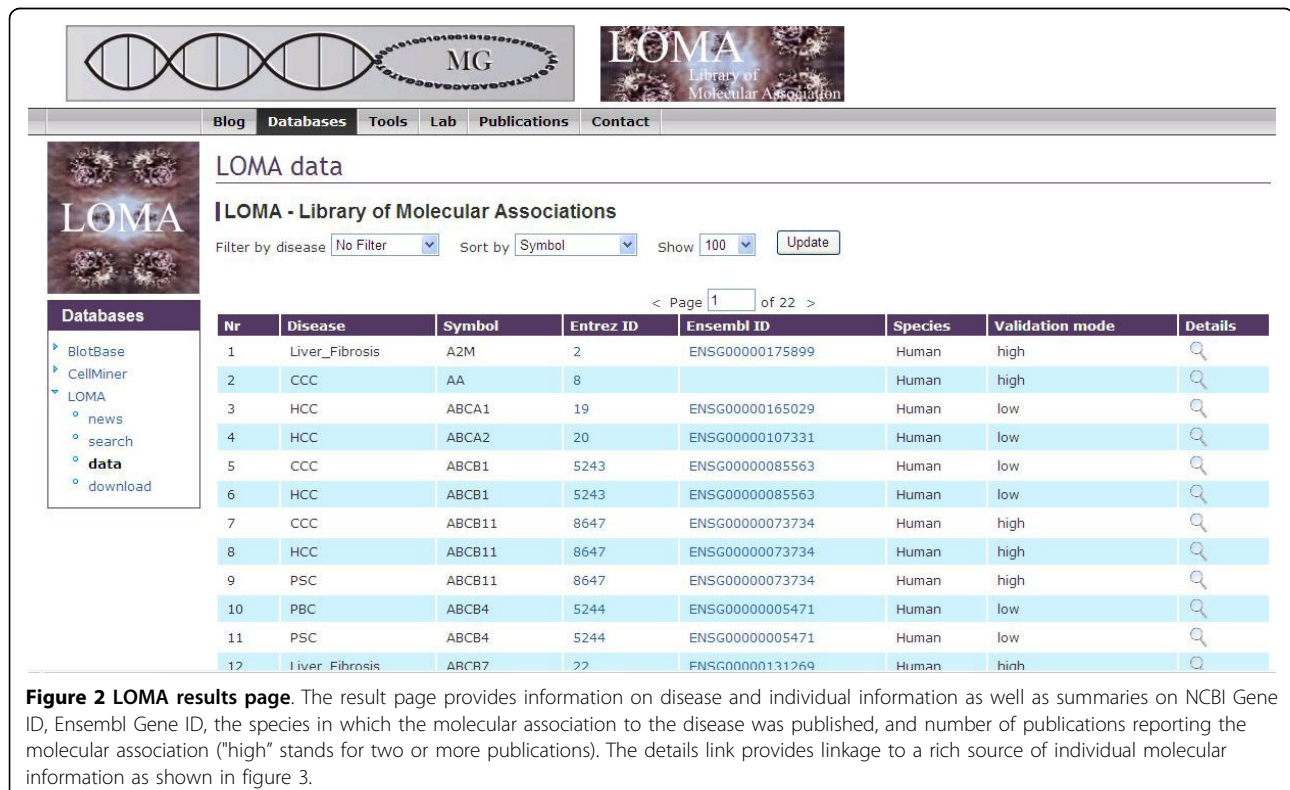 MG
LOMA
Library of
Molecular Association
Blog Databases Tools Lab Publications Contact
LOMA
LOMA data
LOMA - Library of Molecular Associations
Filter by disease No Filter Sort by Symbol Show 100 Update
< Page 1 of 22 >
Databases
BlotBase
CellMiner
LOMA
news
search
data
download
Nr Disease Symbol Entrez ID Ensembl ID Species Validation mode Details
1 Liver_Fibrosis A2M 2 ENSG00000175899 Human high
2 CCC AA 8 Human high
3 HCC ABCA1 19 ENSG00000165029 Human low
4 HCC ABCA2 20 ENSG00000107331 Human low
5 CCC ABCB1 5243 ENSG00000085563 Human low
6 HCC ABCB1 5243 ENSG00000085563 Human low
7 CCC ABCB11 8647 ENSG00000073734 Human high
8 HCC ABCB11 8647 ENSG00000073734 Human high
9 PSC ABCB11 8647 ENSG00000073734 Human high
10 PBC ABCB4 5244 ENSG00000005471 Human low
11 PSC ABCB4 5244 ENSG00000005471 Human low
12 Liver_Fibrosis ABCB7 22 ENSG00000131269 Human high
Figure 2 LOMA results page. The result page provides information on disease and individual information as well as summaries on NCBI Gene
ID, Ensembl Gene ID, the species in which the molecular association to the disease was published, and number of publications reporting the
molecular association ("high" stands for two or more publications). The details link provides linkage to a rich source of individual molecular
information as shown in figure 3.